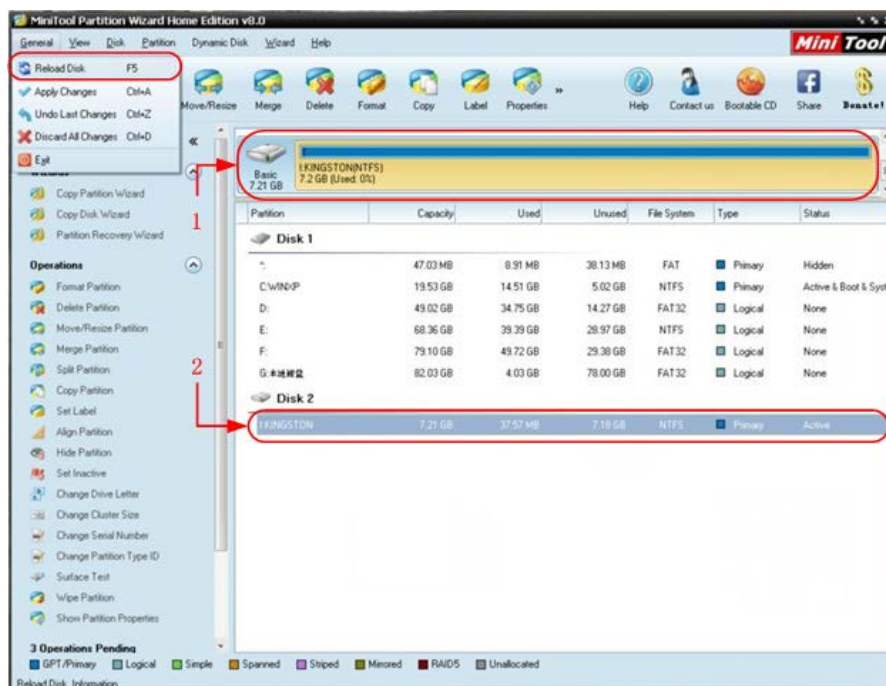 MiniTool Partition Wizard Home Edition v8.0
General View Disk Partition Dynamic Disk Wizard Help
Mini Tool
Reload Disk F5
Apply Changes Ctrl+A
Undo Last Changes Ctrl+Z
Discard All Changes Ctrl+D
Exit
Move/Resize Merge Delete Format Copy Label Properties » Help Contact us Bootable CD Share Donate!
«
Copy Partition Wizard
Copy Disk Wizard
Partition Recovery Wizard
1
Operations
Format Partition
Delete Partition
Move/Resize Partition
Merge Partition
Split Partition
Copy Partition
Set Label
Align Partition
Hide Partition
Set Inactive
Change Drive Letter
Change Cluster Size
Change Serial Number
Change Partition Type ID
Surface Test
Wipe Partition
Show Partition Properties
3 Operations Pending
2
Basic
7.21 GB
I:KINGSTON(NTFS)
7.2 GB (Used: 0%)
Partition Capacity Used Unused File System Type Status
Disk 1
*: 47.03 MB 8.91 MB 38.13 MB FAT Primary Hidden
C:WINXP 19.53 GB 14.51 GB 5.02 GB NTFS Primary Active & Boot & Syst
D: 49.02 GB 34.75 GB 14.27 GB FAT32 Logical None
E: 68.36 GB 39.39 GB 28.97 GB NTFS Logical None
F: 79.10 GB 49.72 GB 29.38 GB FAT32 Logical None
G:本地磁盘 82.03 GB 4.03 GB 78.00 GB FAT32 Logical None
Disk 2
I:KINGSTON 7.21 GB 37.57 MB 7.18 GB NTFS Primary Active
GPT/Primary Logical Simple Spanned Striped Mirrored RAID5 Unallocated
Reload Disk Information